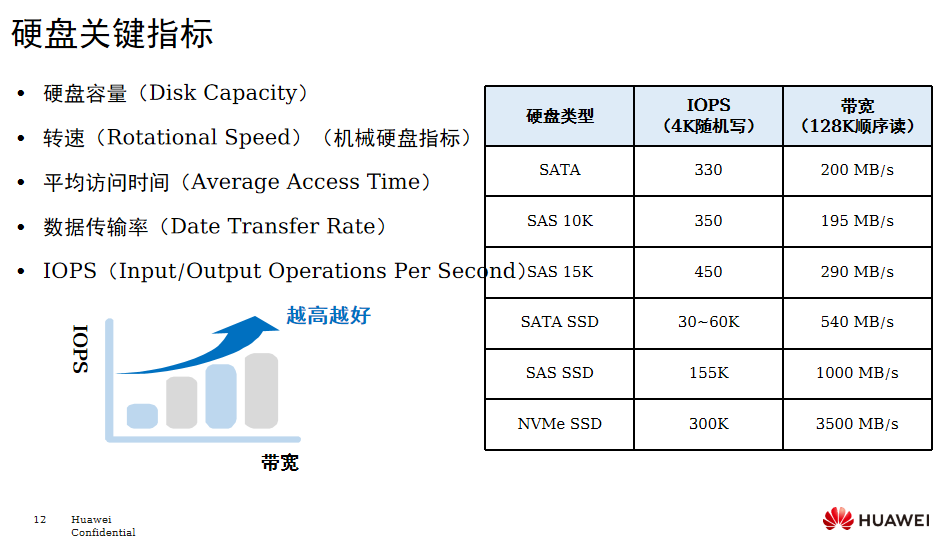 硬盘关键指标
• 硬盘容量（Disk Capacity）
• 转速（Rotational Speed）（机械硬盘指标）
• 平均访问时间（Average Access Time）
• 数据传输率（Date Transfer Rate）
• IOPS（Input/Output Operations Per Second）
越高越好
IOPS
带宽
硬盘类型 IOPS（4K随机写） 带宽（128K顺序读）
SATA 330 200 MB/s
SAS 10K 350 195 MB/s
SAS 15K 450 290 MB/s
SATA SSD 30~60K 540 MB/s
SAS SSD 155K 1000 MB/s
NVMe SSD 300K 3500 MB/s
12 Huawei
Confidential
HUAWEI